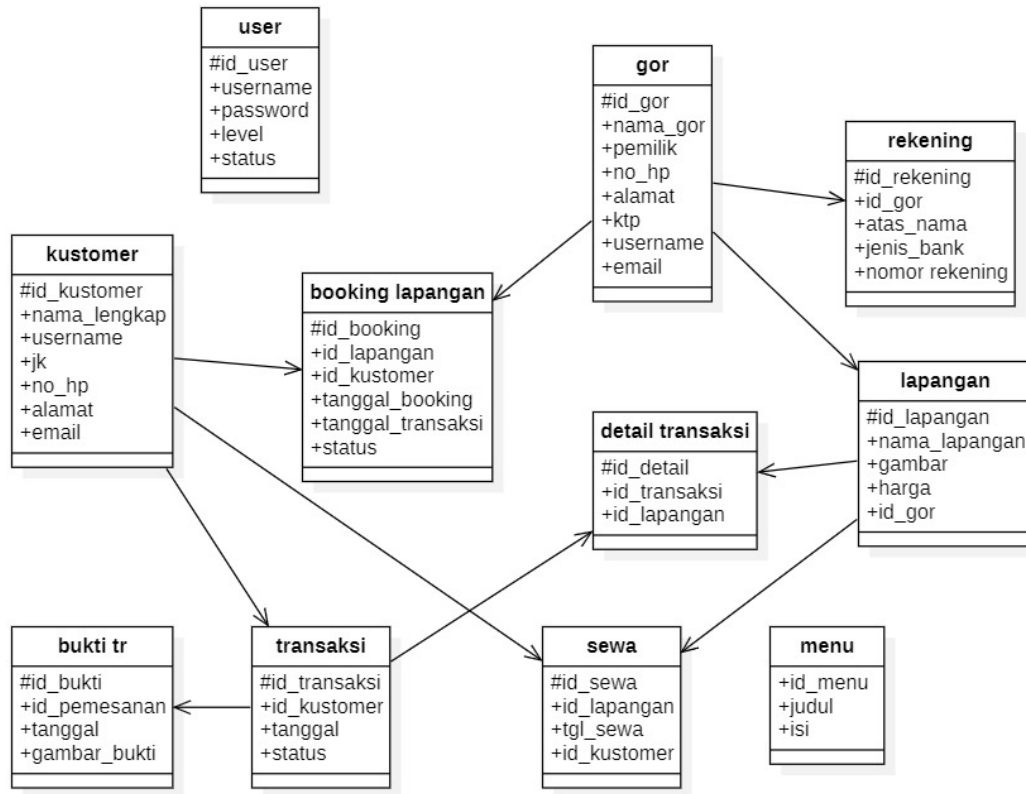 user
#id_user
+username
+password
+level
+status
gor
#id_gor
+nama_gor
+pemilik
+no_hp
+alamat
+ktp
+username
+email
rekening
#id_rekening
+id_gor
+atas_nama
+jenis_bank
+nomor rekening
kustomer
#id_kustomer
+nama_lengkap
+username
+jk
+no_hp
+alamat
+email
booking lapangan
#id_booking
+id_lapangan
+id_kustomer
+tanggal_booking
+tanggal_transaksi
+status
detail transaksi
#id_detail
+id_transaksi
+id_lapangan
lapangan
#id_lapangan
+nama_lapangan
+gambar
+harga
+id_gor
bukti tr
#id_bukti
+id_pemesanan
+tanggal
+gambar_bukti
transaksi
#id_transaksi
+id_kustomer
+tanggal
+status
sewa
#id_sewa
+id_lapangan
+tgl_sewa
+id_kustomer
menu
+id_menu
+judul
+isi